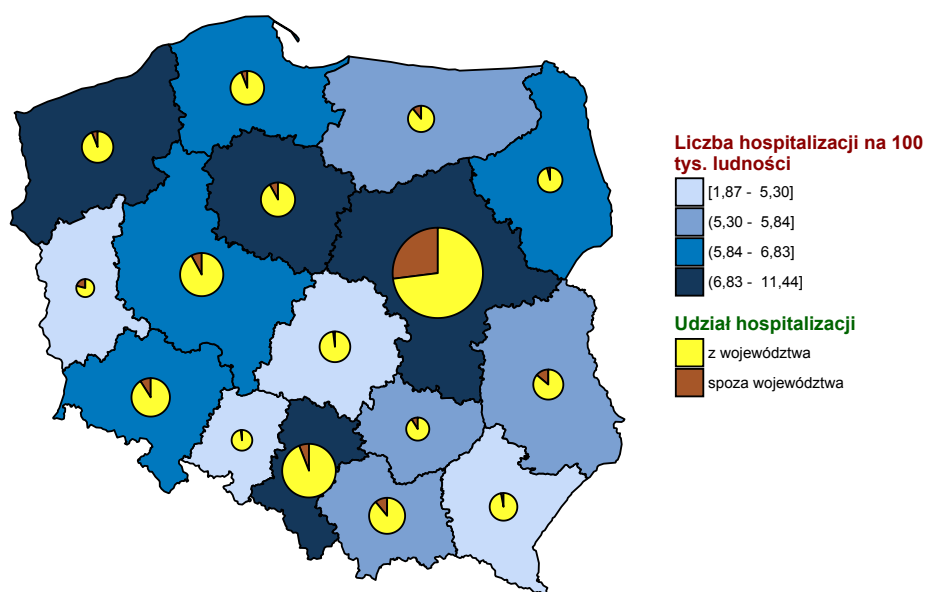 Liczba hospitalizacji na 100
tys. ludności
[1,87 - 5,30]
(5,30 - 5,84]
(5,84 - 6,83]
(6,83 - 11,44]
Udział hospitalizacji
z województwa
spoza województwa